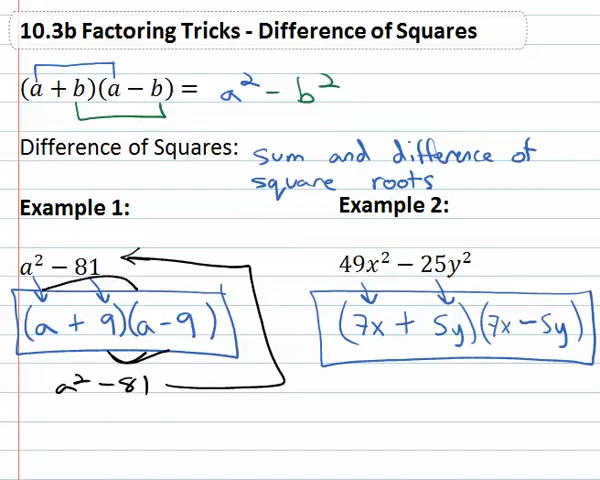 10.3b Factoring Tricks - Difference of Squares
(a + b)(a − b) = a² - b²
Difference of Squares: sum and difference of
square roots
Example 1:
Example 2:
a² − 81
49x² − 25y²
(a + 9)(a - 9)
(7x + 5y)(7x - 5y)
a² - 81